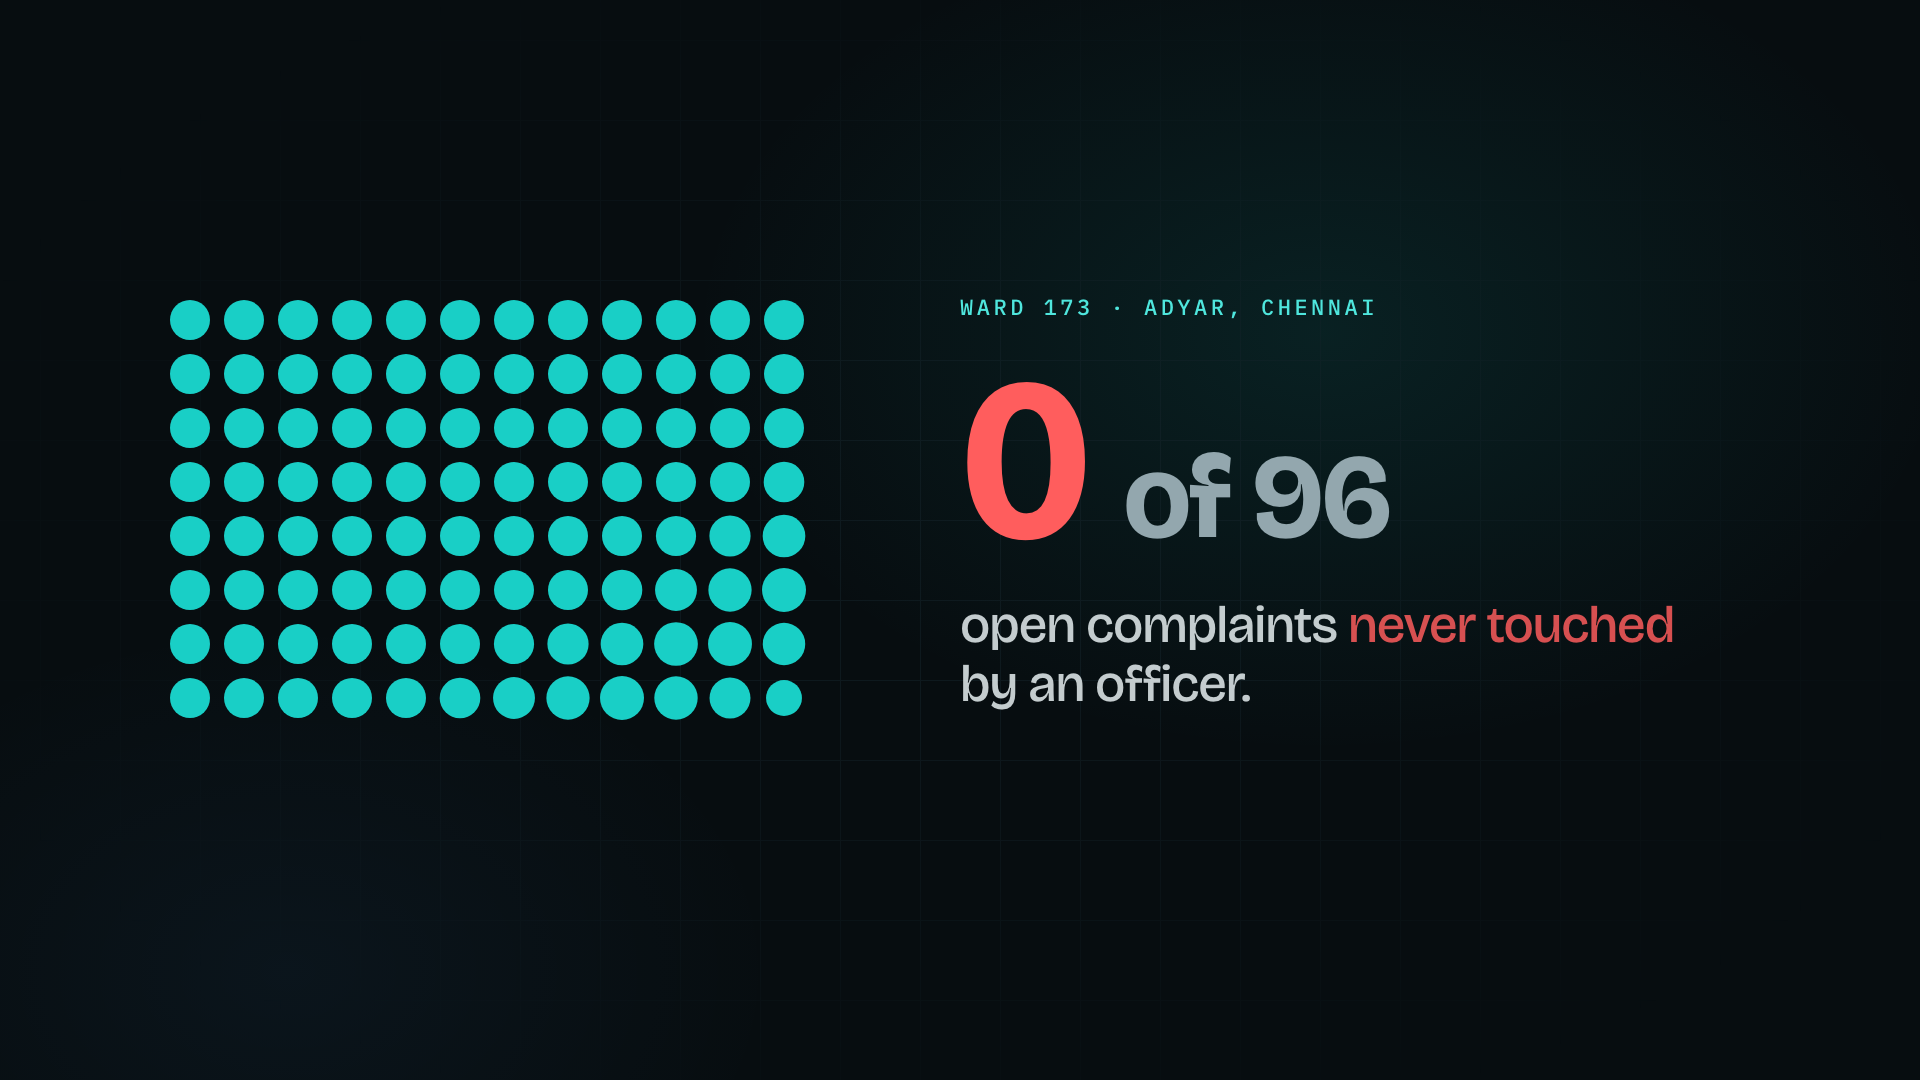 WARD 173 · ADYAR, CHENNAI
0 of 96
open complaints never touched
by an officer.